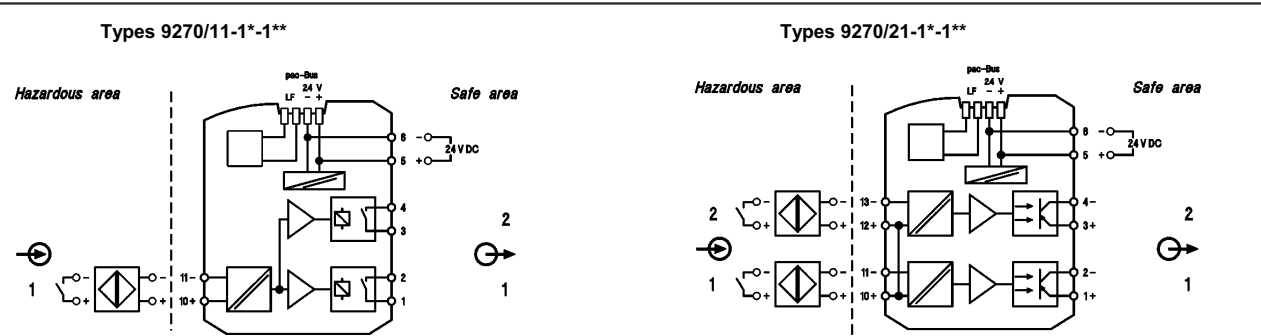 Types 9270/11-1*-1**
pac-Bus
24 V
LF - +
Hazardous area
Safe area
6 -
24 V DC
5 +
4
3
2
1
- -
+ +
11 -
10 +
1
2
1
Types 9270/21-1*-1**
pac-Bus
24 V
LF - +
Hazardous area
Safe area
6 -
24 V DC
5 +
2
- -
+ +
13 -
12 +
4 -
3 +
2
1
- -
+ +
11 -
10 +
2 -
1 +
1